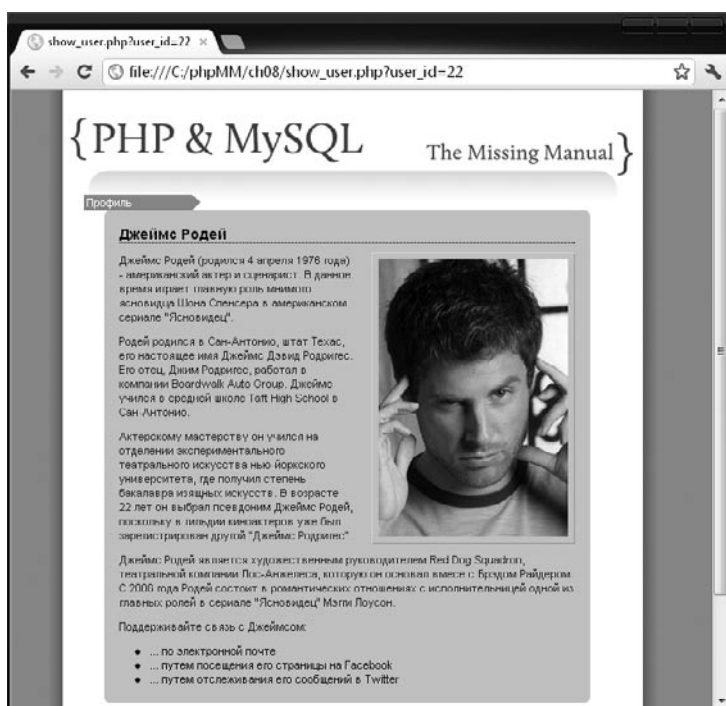 show_user.php?user_id=22
file:///C:/phpMM/ch08/show_user.php?user_id=22
{PHP & MySQL
The Missing Manual}
Профиль
Джеймс Родей
Джеймс Родей (родился 4 апреля 1976 года)
- американский актер и сценарист. В данное
время играет главную роль мнимого
ясновидца Шона Спенсера в американском
сериале "Ясновидец".
Родей родился в Сан-Антонио, штат Техас,
его настоящее имя Джеймс Дэвид Родригес.
Его отец, Джим Родригес, работал в
компании Boardwalk Auto Group. Джеймс
учился в средней школе Taft High School в
Сан-Антонио.
Актерскому мастерству он учился на
отделении экспериментального
театрального искусства нью-йоркского
университета, где получил степень
бакалавра изящных искусств. В возрасте
22 лет он выбрал псевдоним Джеймс Родей,
поскольку в гильдии киноактеров уже был
зарегистрирован другой "Джеймс Родригес"
Джеймс Родей является художественным руководителем Red Dog Squadron,
театральной компании Лос-Анжелеса, которую он основал вмесе с Брэдом Райдером.
С 2006 года Родей состоит в романтических отношениях с исполнительницей одной из
главных ролей в сериале "Ясновидец" Мэгги Лоусон.
Поддерживайте связь с Джеймсом:
• ... по электронной почте
• ... путем посещения его страницы на Facebook
• ... путем отслеживания его сообщений в Twitter